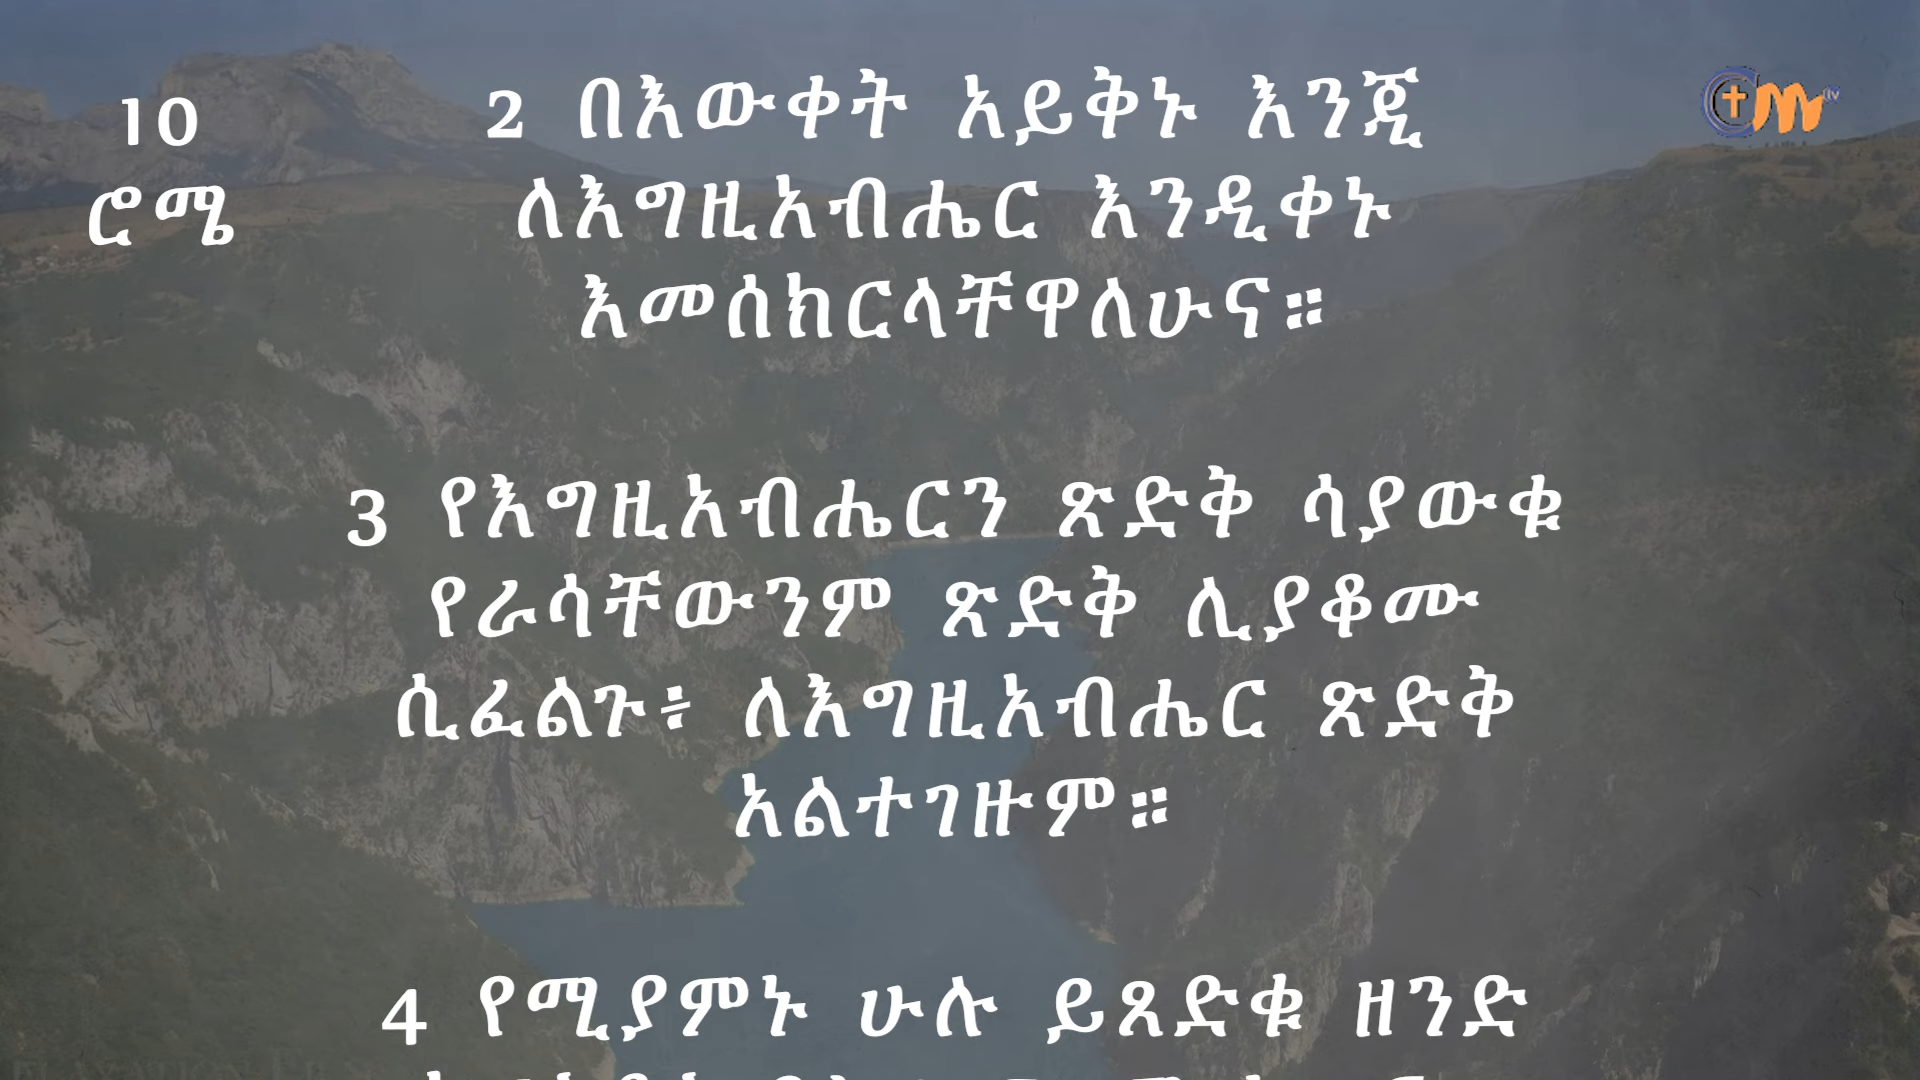 10
ሮሜ
2 በእውቀት አይቅኑ እንጂ
ለእግዚአብሔር እንዲቀኑ
እመሰክርላቸዋለሁና።
3 የእግዚአብሔርን ጽድቅ ሳያውቁ
የራሳቸውንም ጽድቅ ሊያቆሙ
ሲፈልጉ፥ ለእግዚአብሔር ጽድቅ
አልተገዙም።
4 የሚያምኑ ሁሉ ይጸድቁ ዘንድ